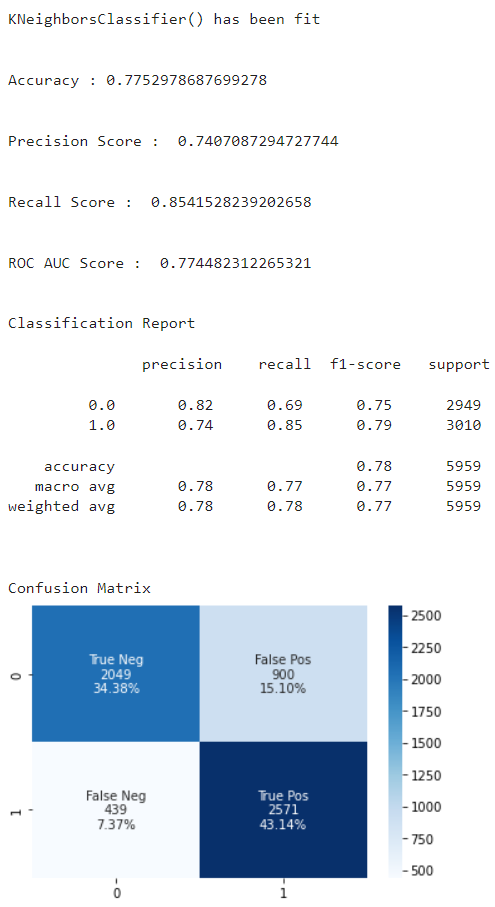 KNeighborsClassifier() has been fit
Accuracy : 0.7752978687699278
Precision Score :  0.7407087294727744
Recall Score :  0.8541528239202658
ROC AUC Score :  0.774482312265321
Classification Report
precision recall f1-score support
0.0 0.82 0.69 0.75 2949
1.0 0.74 0.85 0.79 3010
accuracy 0.78 5959
macro avg 0.78 0.77 0.77 5959
weighted avg 0.78 0.78 0.77 5959
Confusion Matrix
0
True Neg
2049
34.38%
False Pos
900
15.10%
1
False Neg
439
7.37%
True Pos
2571
43.14%
0 1
2500
2250
2000
1750
1500
1250
1000
750
500